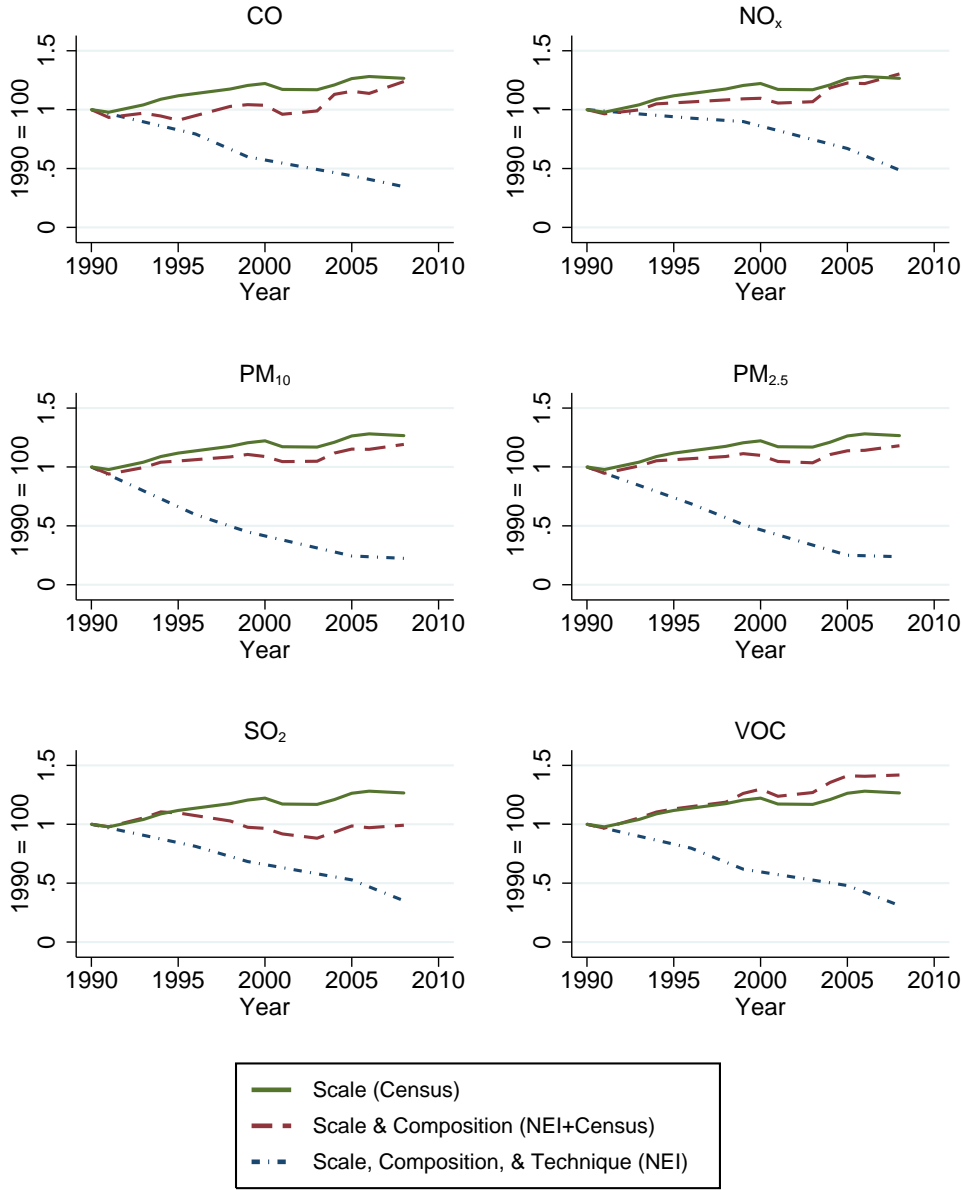 CO
1990 = 100
0 .5 1 1.5
1990 1995 2000 2005 2010
Year
NOₓ
1990 = 100
0 .5 1 1.5
1990 1995 2000 2005 2010
Year
PM₁₀
1990 = 100
0 .5 1 1.5
1990 1995 2000 2005 2010
Year
PM₂.₅
1990 = 100
0 .5 1 1.5
1990 1995 2000 2005 2010
Year
SO₂
1990 = 100
0 .5 1 1.5
1990 1995 2000 2005 2010
Year
VOC
1990 = 100
0 .5 1 1.5
1990 1995 2000 2005 2010
Year
Scale (Census)
Scale & Composition (NEI+Census)
Scale, Composition, & Technique (NEI)